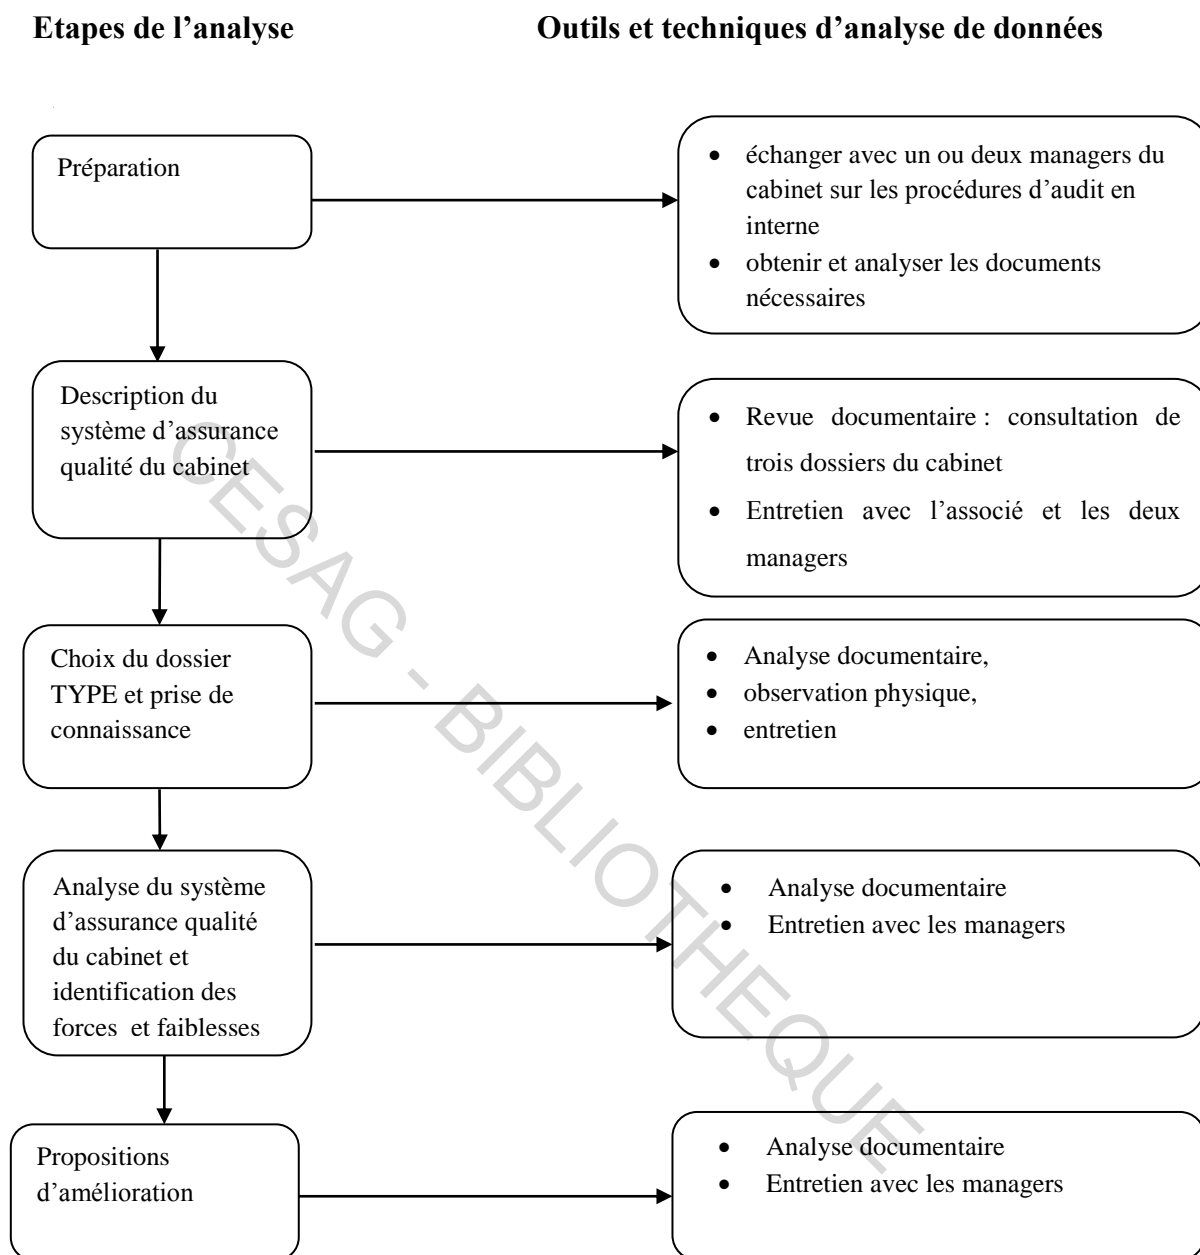 Etapes de l’analyse
Outils et techniques d’analyse de données
Préparation
• échanger avec un ou deux managers du
cabinet sur les procédures d’audit en
interne
• obtenir et analyser les documents
nécessaires
Description du
système d’assurance
qualité du cabinet
• Revue documentaire : consultation de
trois dossiers du cabinet
• Entretien avec l’associé et les deux
managers
Choix du dossier
TYPE et prise de
connaissance
• Analyse documentaire,
• observation physique,
• entretien
Analyse du système
d’assurance qualité
du cabinet et
identification des
forces et faiblesses
• Analyse documentaire
• Entretien avec les managers
Propositions
d’amélioration
• Analyse documentaire
• Entretien avec les managers
CESAG - BIBLIOTHEQUE